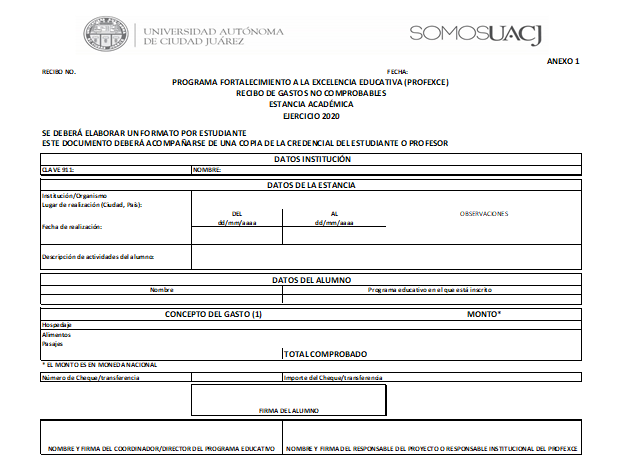 UNIVERSIDAD AUTÓNOMA
DE CIUDAD JUÁREZ
SOMOSUACJ
ANEXO 1
RECIBO NO. FECHA:
PROGRAMA FORTALECIMIENTO A LA EXCELENCIA EDUCATIVA (PROFEXCE)
RECIBO DE GASTOS NO COMPROBABLES
ESTANCIA ACADÉMICA
EJERCICIO 2020
SE DEBERÁ ELABORAR UN FORMATO POR ESTUDIANTE
ESTE DOCUMENTO DEBERÁ ACOMPAÑARSE DE UNA COPIA DE LA CREDENCIAL DEL ESTUDIANTE O PROFESOR
DATOS INSTITUCIÓN
CLAVE 911: NOMBRE:
DATOS DE LA ESTANCIA
Institución/Organismo
Lugar de realización (Ciudad, País):
DEL AL OBSERVACIONES
dd/mm/aaaa dd/mm/aaaa
Fecha de realización:
Descripción de actividades del alumno:
DATOS DEL ALUMNO
Nombre Programa educativo en el que está inscrito
CONCEPTO DEL GASTO (1) MONTO*
Hospedaje
Alimentos
Pasajes
TOTAL COMPROBADO
* EL MONTO ES EN MONEDA NACIONAL
Número de Cheque/transferencia Importe del Cheque/transferencia
FIRMA DEL ALUMNO
NOMBRE Y FIRMA DEL COORDINADOR/DIRECTOR DEL PROGRAMA EDUCATIVO NOMBRE Y FIRMA DEL RESPONSABLE DEL PROYECTO O RESPONSABLE INSTITUCIONAL DEL PROFEXCE